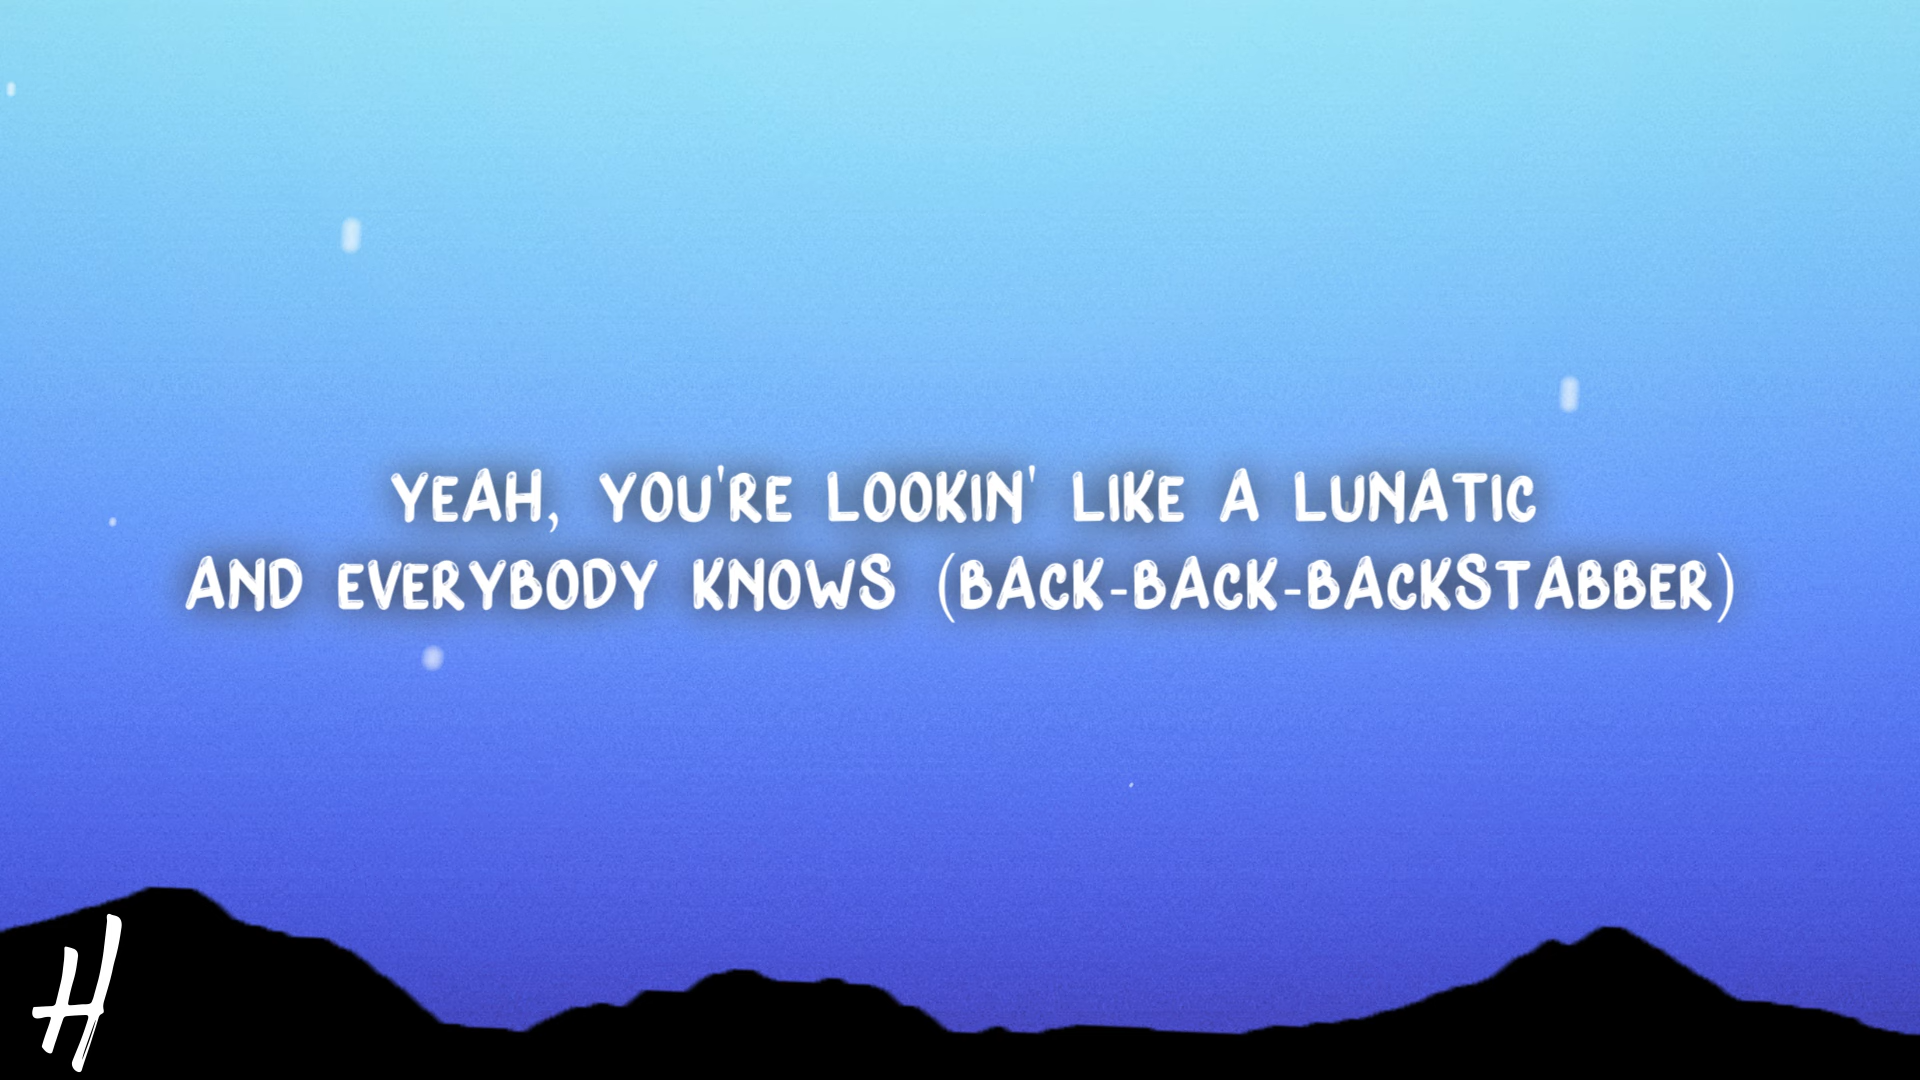 YEAH, YOU'RE LOOKIN' LIKE A LUNATIC
AND EVERYBODY KNOWS (BACK-BACK-BACKSTABBER)
H